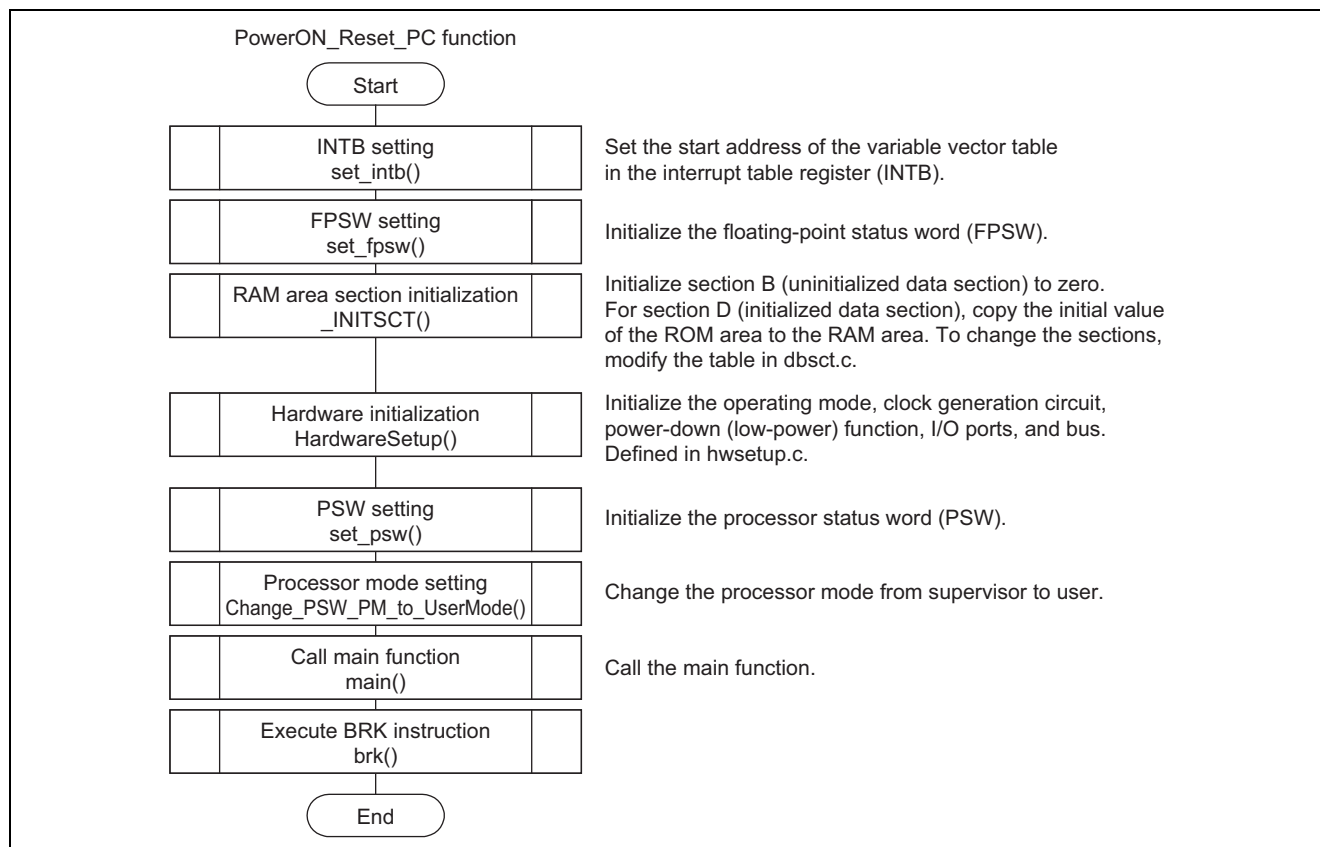 PowerON_Reset_PC function
Start
INTB setting
set_intb()
Set the start address of the variable vector table
in the interrupt table register (INTB).
FPSW setting
set_fpsw()
Initialize the floating-point status word (FPSW).
RAM area section initialization
_INITSCT()
Initialize section B (uninitialized data section) to zero.
For section D (initialized data section), copy the initial value
of the ROM area to the RAM area. To change the sections,
modify the table in dbsct.c.
Hardware initialization
HardwareSetup()
Initialize the operating mode, clock generation circuit,
power-down (low-power) function, I/O ports, and bus.
Defined in hwsetup.c.
PSW setting
set_psw()
Initialize the processor status word (PSW).
Processor mode setting
Change_PSW_PM_to_UserMode()
Change the processor mode from supervisor to user.
Call main function
main()
Call the main function.
Execute BRK instruction
brk()
End